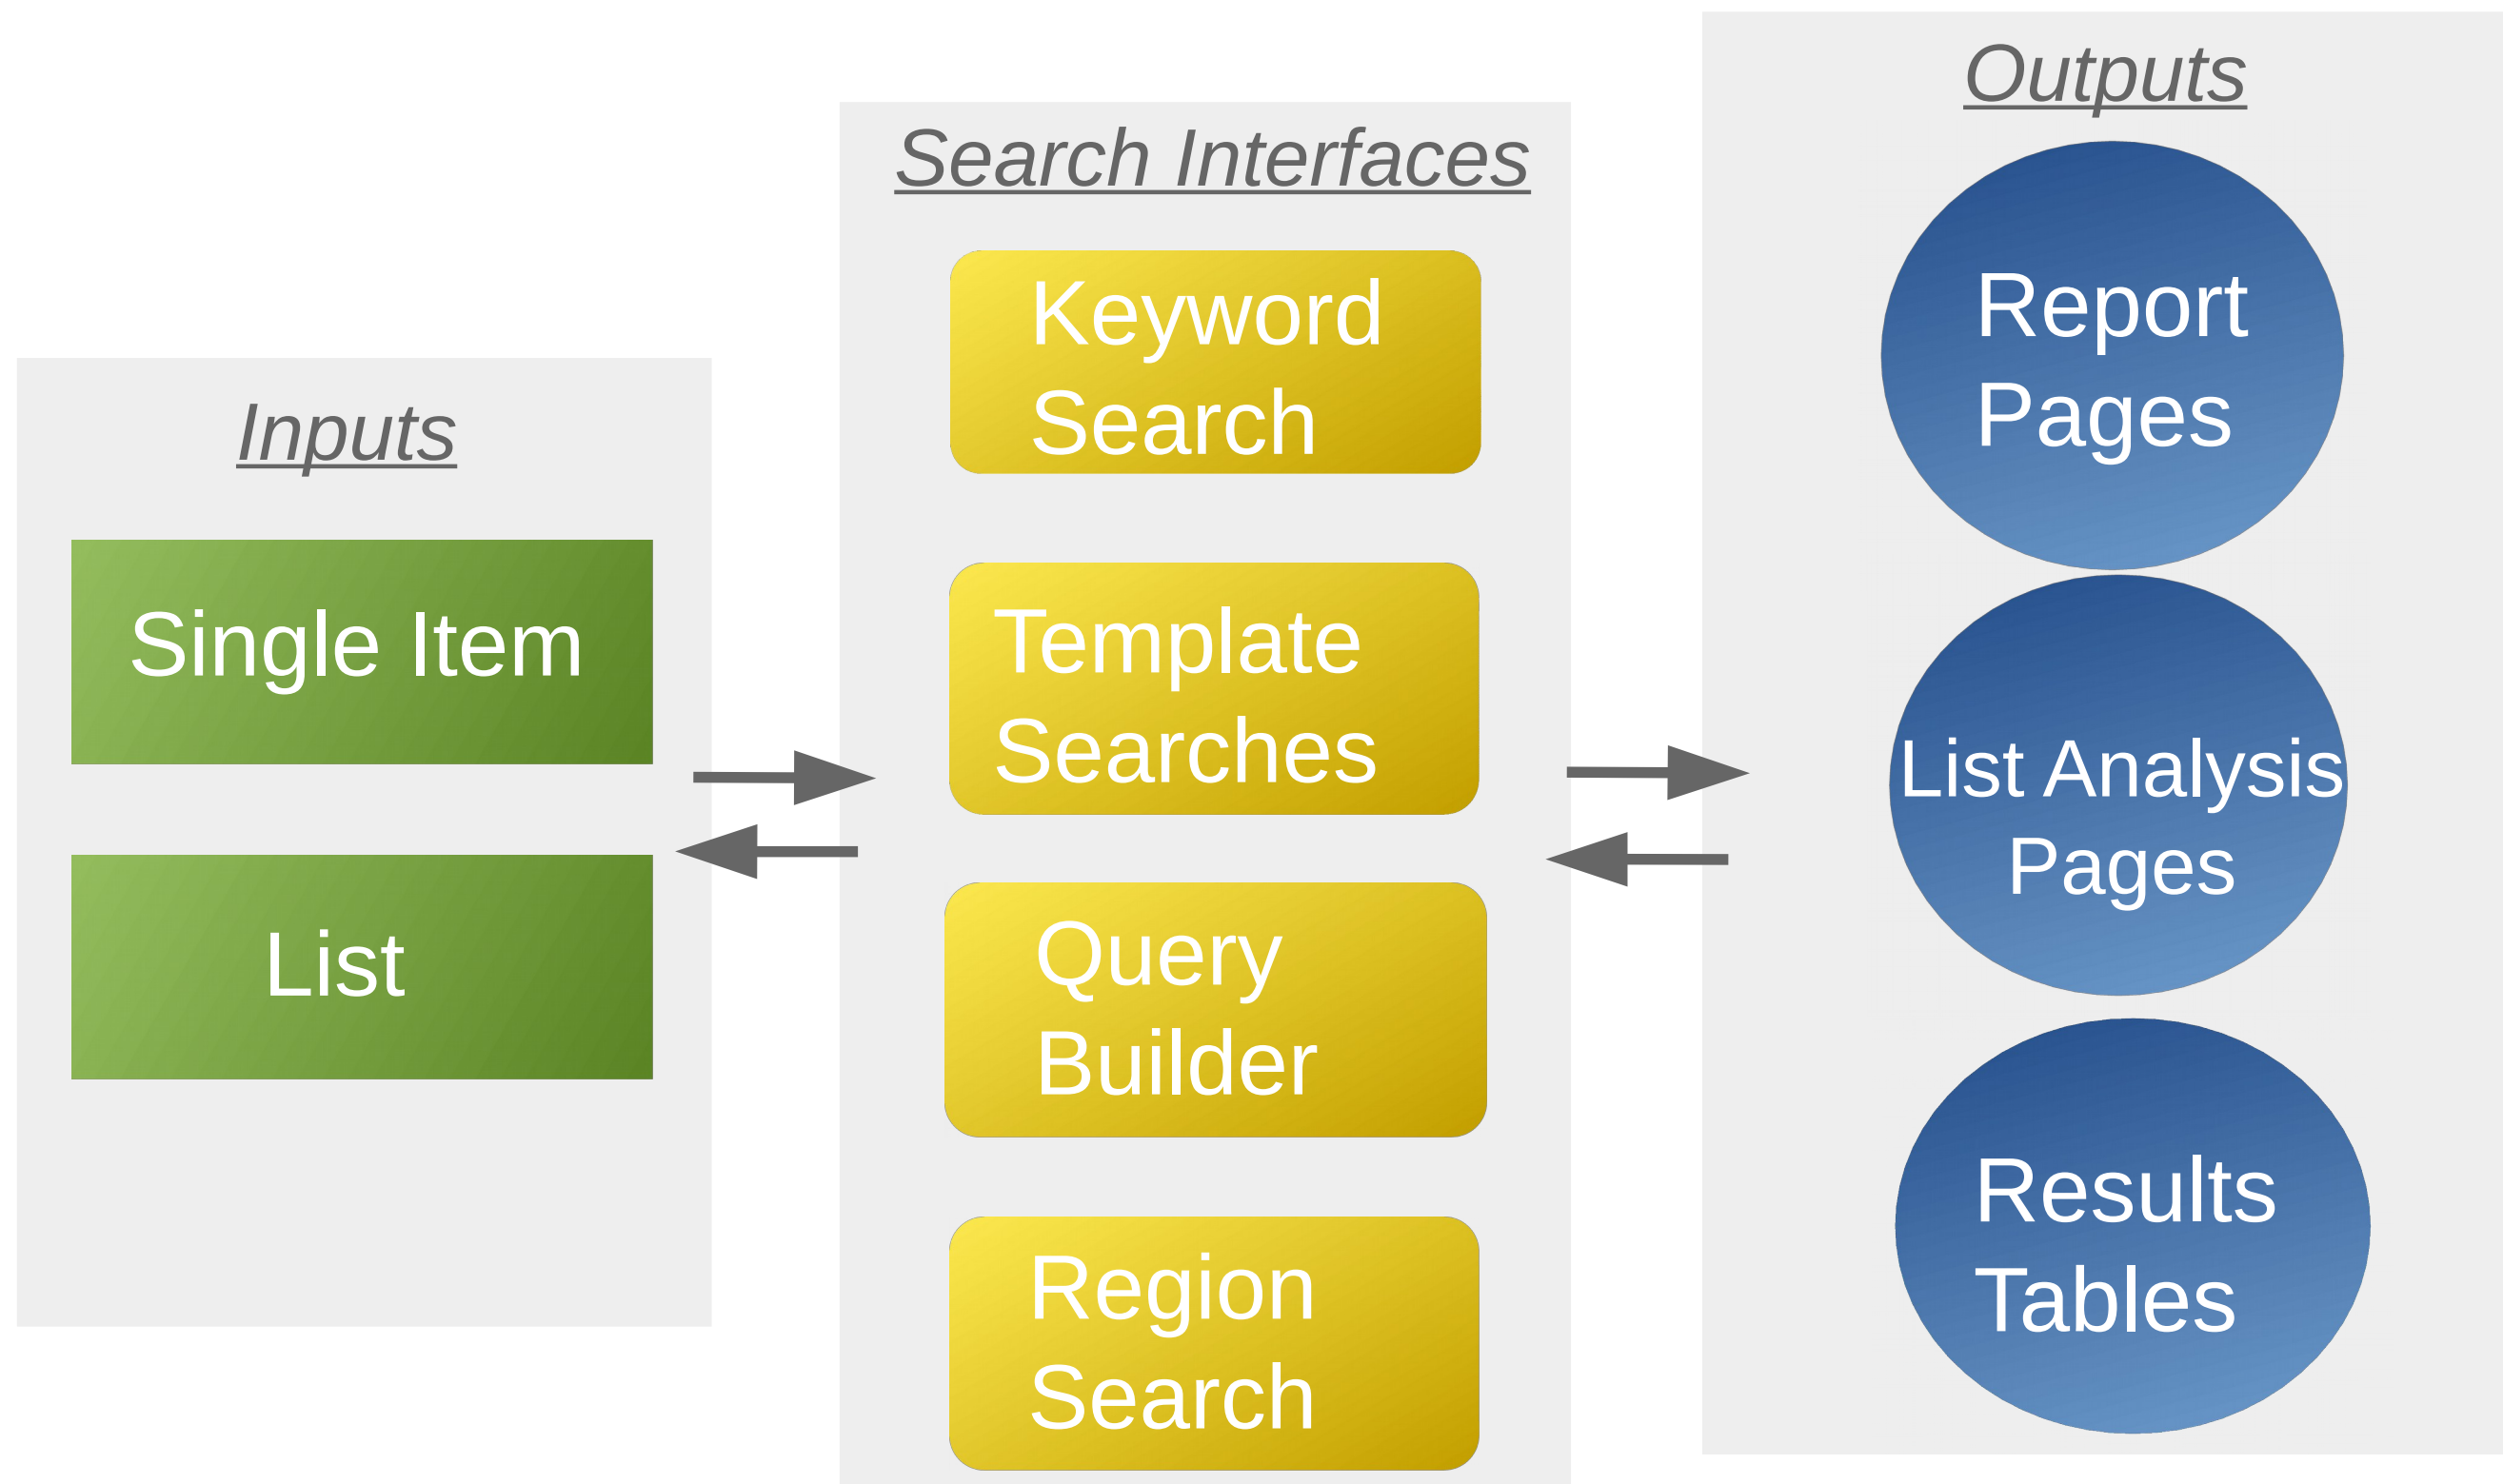 Inputs
Single Item
List
Search Interfaces
Keyword
Search
Template
Searches
Query
Builder
Region
Search
Outputs
Report
Pages
List Analysis
Pages
Results
Tables